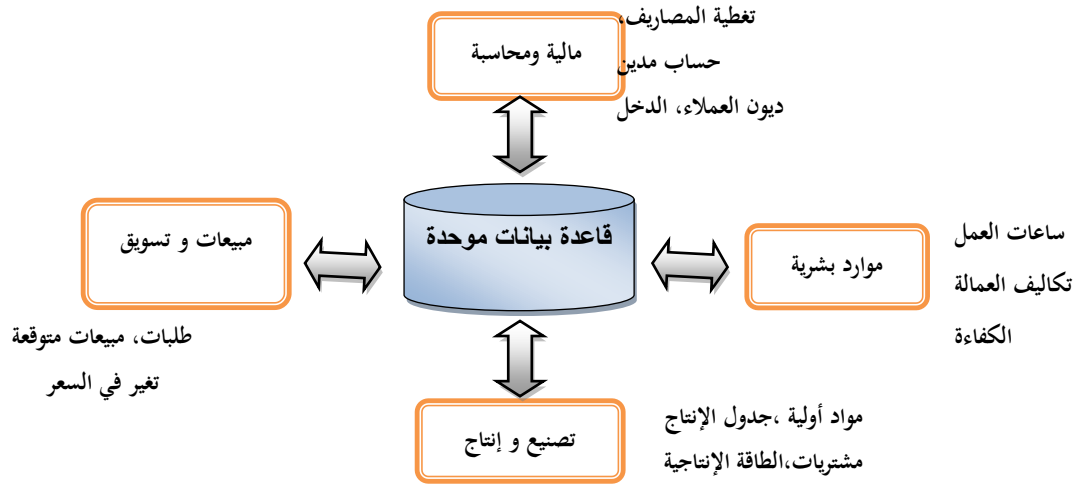 تغطية المصاريف،
مالية ومحاسبة
حساب مدين
ديون العملاء، الدخل
قاعدة بيانات موحدة
موارد بشرية
ساعات العمل
تكاليف العمالة
الكفاءة
مبيعات و تسويق
طلبات، مبيعات متوقعة
تغير في السعر
تصنيع و إنتاج
مواد أولية ،جدول الإنتاج
مشتريات،الطاقة الإنتاجية